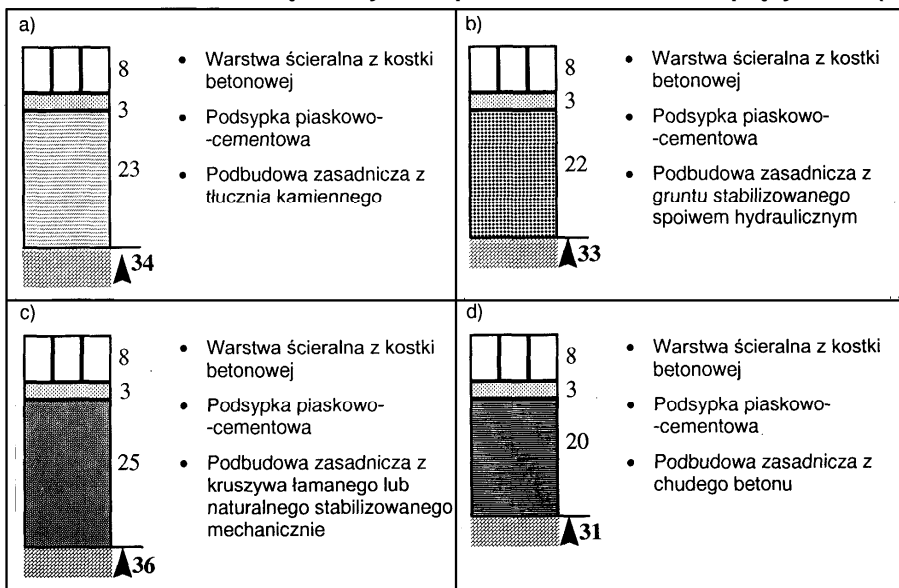 a)
8
3
23
34
• Warstwa ścieralna z kostki
betonowej
• Podsypka piaskowo-
-cementowa
• Podbudowa zasadnicza z
tłucznia kamiennego
b)
8
3
22
33
• Warstwa ścieralna z kostki
betonowej
• Podsypka piaskowo-
-cementowa
• Podbudowa zasadnicza z
gruntu stabilizowanego
spoiwem hydraulicznym
c)
8
3
25
36
• Warstwa ścieralna z kostki
betonowej
• Podsypka piaskowo-
-cementowa
• Podbudowa zasadnicza z
kruszywa łamanego lub
naturalnego stabilizowanego
mechanicznie
d)
8
3
20
31
• Warstwa ścieralna z kostki
betonowej
• Podsypka piaskowo-
-cementowa
• Podbudowa zasadnicza z
chudego betonu